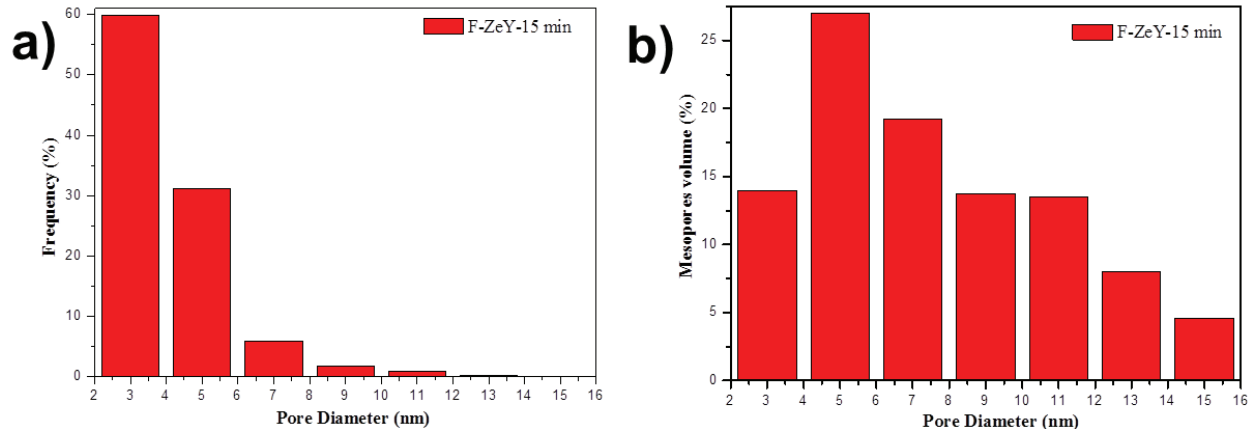 a)
F-ZeY-15 min
Frequency (%)
60
50
40
30
20
10
0
2 3 4 5 6 7 8 9 10 11 12 13 14 15 16
Pore Diameter (nm)
b)
F-ZeY-15 min
Mesopores volume (%)
25
20
15
10
5
0
2 3 4 5 6 7 8 9 10 11 12 13 14 15 16
Pore Diameter (nm)